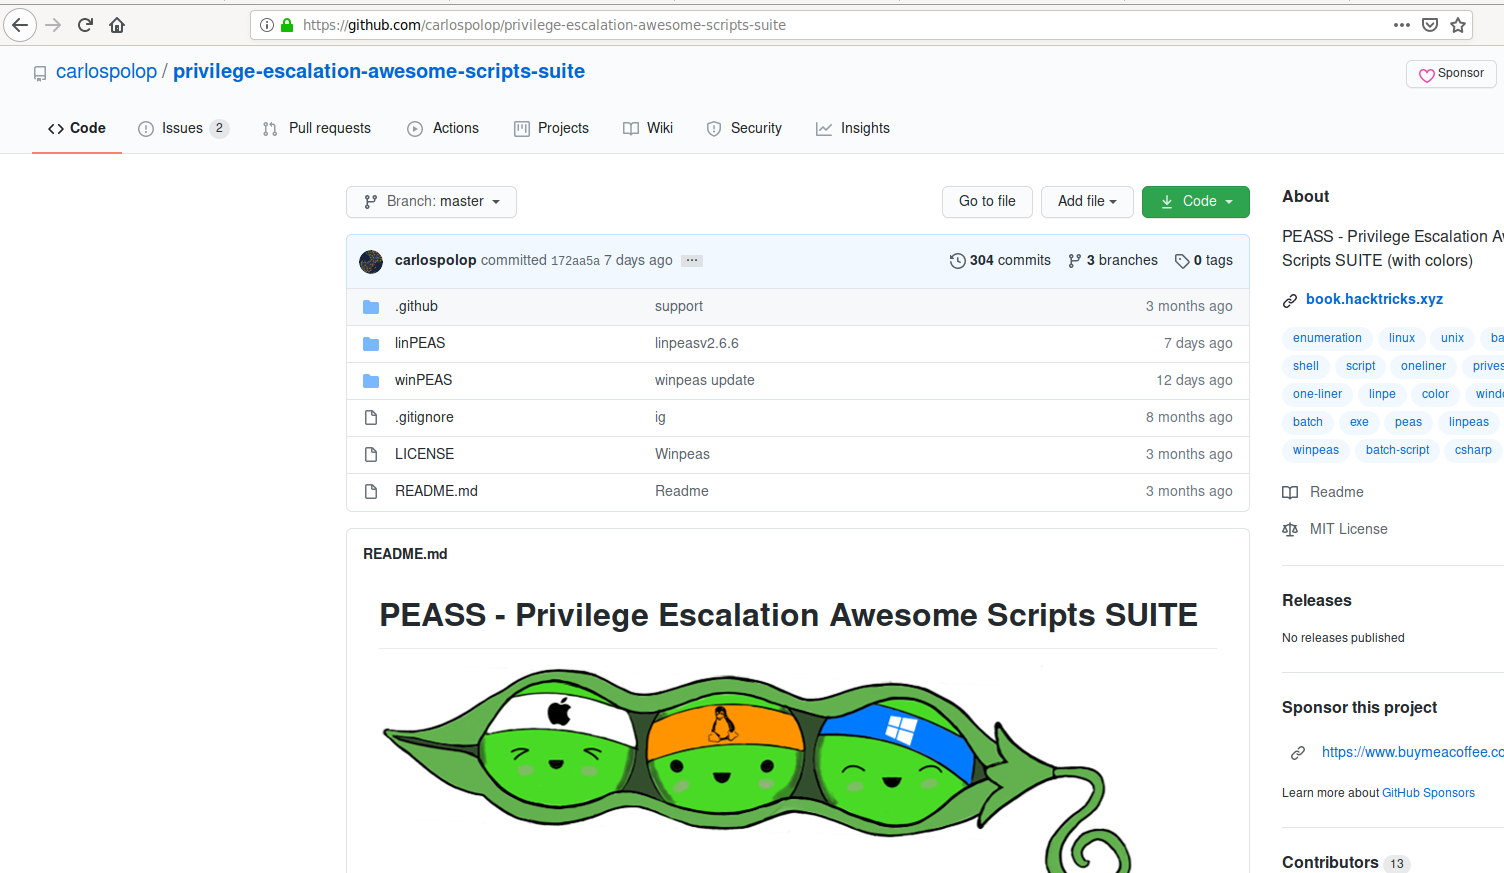 https://github.com/carlospolop/privilege-escalation-awesome-scripts-suite
carlospolop / privilege-escalation-awesome-scripts-suite
Sponsor
Code
Issues 2
Pull requests
Actions
Projects
Wiki
Security
Insights
Branch: master
Go to file
Add file
Code
carlospolop committed 172aa5a 7 days ago
304 commits
3 branches
0 tags
.github support 3 months ago
linPEAS linpeasv2.6.6 7 days ago
winPEAS winpeas update 12 days ago
.gitignore ig 8 months ago
LICENSE Winpeas 3 months ago
README.md Readme 3 months ago
README.md
PEASS - Privilege Escalation Awesome Scripts SUITE
About
PEASS - Privilege Escalation A
Scripts SUITE (with colors)
book.hacktricks.xyz
enumeration linux unix ba
shell script oneliner prives
one-liner linpe color windo
batch exe peas linpeas
winpeas batch-script csharp
Readme
MIT License
Releases
No releases published
Sponsor this project
https://www.buymeacoffee.co
Learn more about GitHub Sponsors
Contributors 13